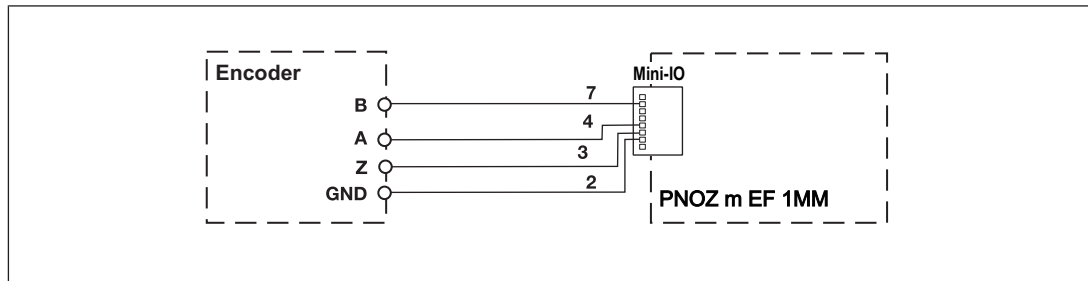 Encoder
Mini-IO
B 7
A 4
Z 3
GND 2
PNOZ m EF 1MM